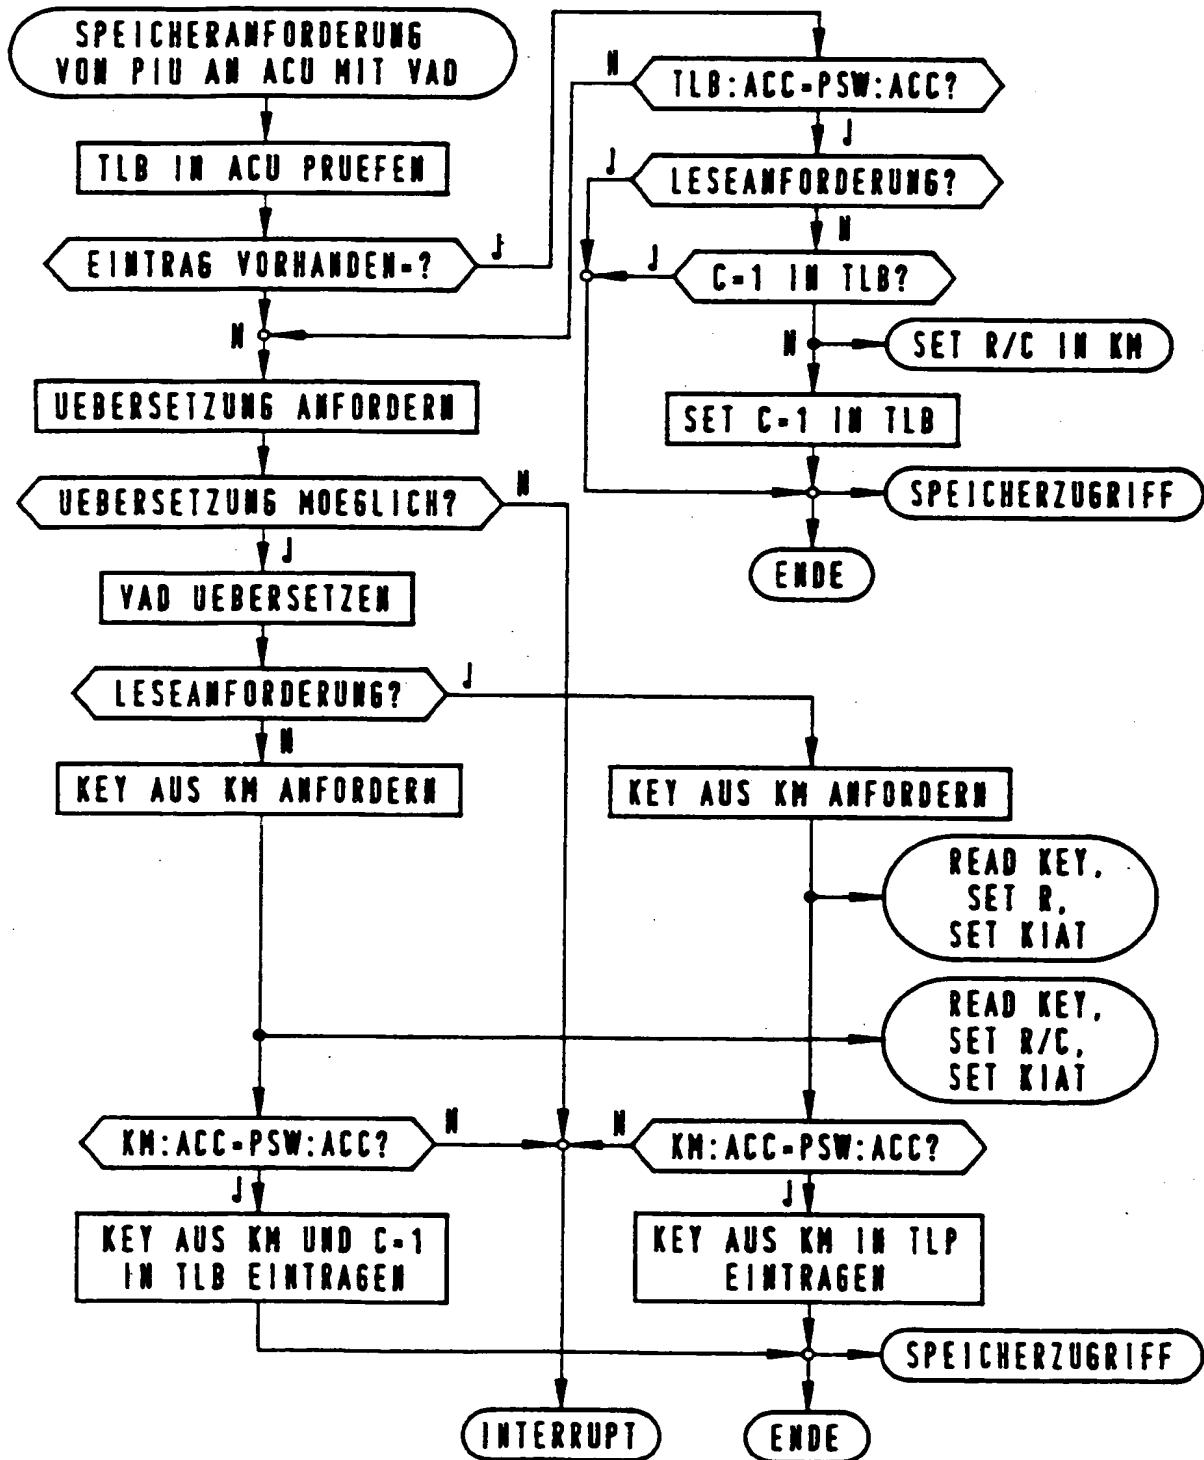 SPEICHERANFORDERUNG
VON PIU AN ACU MIT VAD
TLB IN ACU PRUEFEN
EINTRAG VORHANDEN=?
J
N
UEBERSETZUNG ANFORDERN
UEBERSETZUNG MOEGLICH?
N
J
VAD UEBERSETZEN
LESEANFORDERUNG?
J
N
KEY AUS KM ANFORDERN
KM:ACC=PSW:ACC?
N
J
KEY AUS KM UND C=1
IN TLB EINTRAGEN
N
TLB:ACC=PSW:ACC?
J
J
LESEANFORDERUNG?
N
J
C=1 IN TLB?
N
SET R/C IN KM
SET C=1 IN TLB
SPEICHERZUGRIFF
ENDE
KEY AUS KM ANFORDERN
READ KEY,
SET R,
SET KIAT
READ KEY,
SET R/C,
SET KIAT
N
KM:ACC=PSW:ACC?
J
KEY AUS KM IN TLP
EINTRAGEN
SPEICHERZUGRIFF
INTERRUPT
ENDE